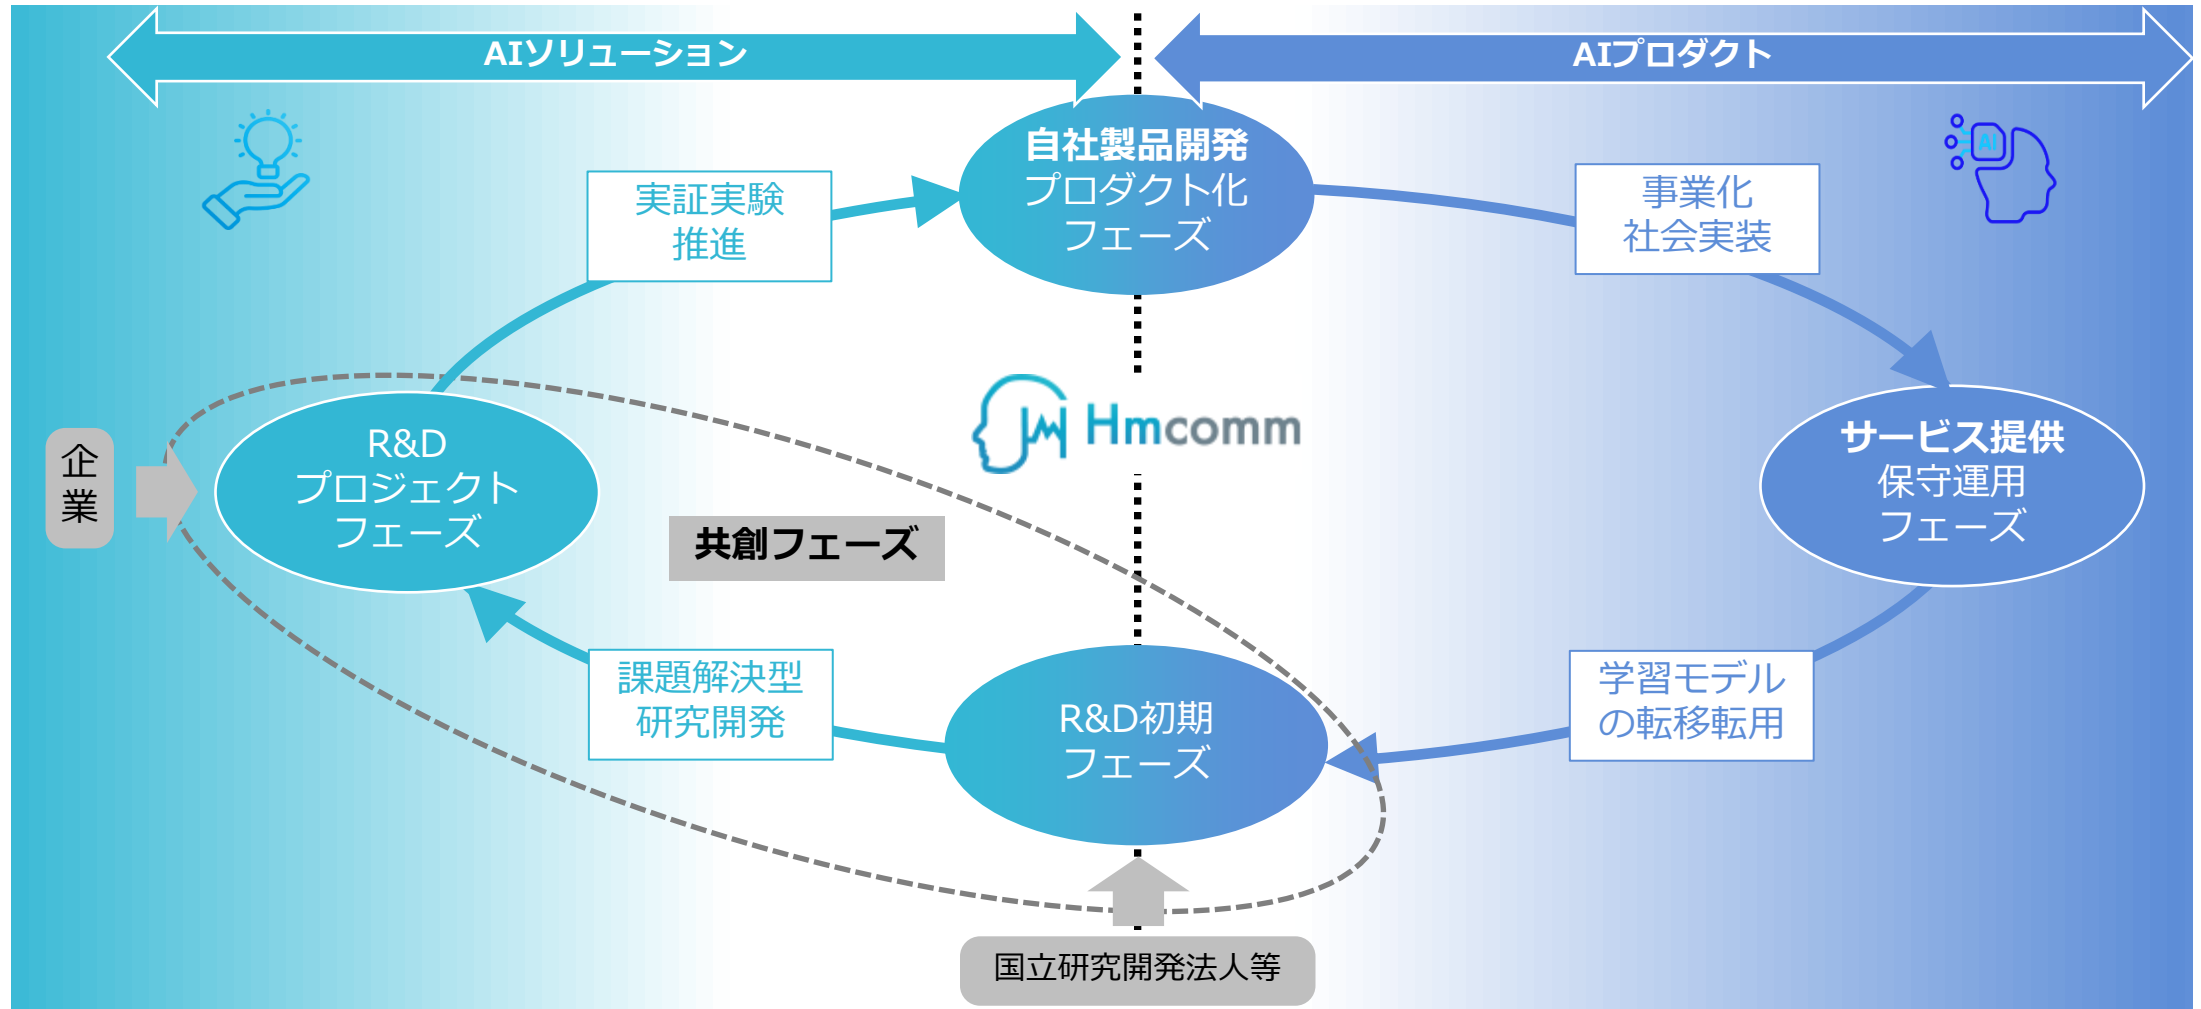 AIソリューション
AIプロダクト
AI
自社製品開発
プロダクト化
フェーズ
実証実験
推進
事業化
社会実装
Hmcomm
企
業
R&D
プロジェクト
フェーズ
サービス提供
保守運用
フェーズ
共創フェーズ
課題解決型
研究開発
R&D初期
フェーズ
学習モデル
の転移転用
国立研究開発法人等